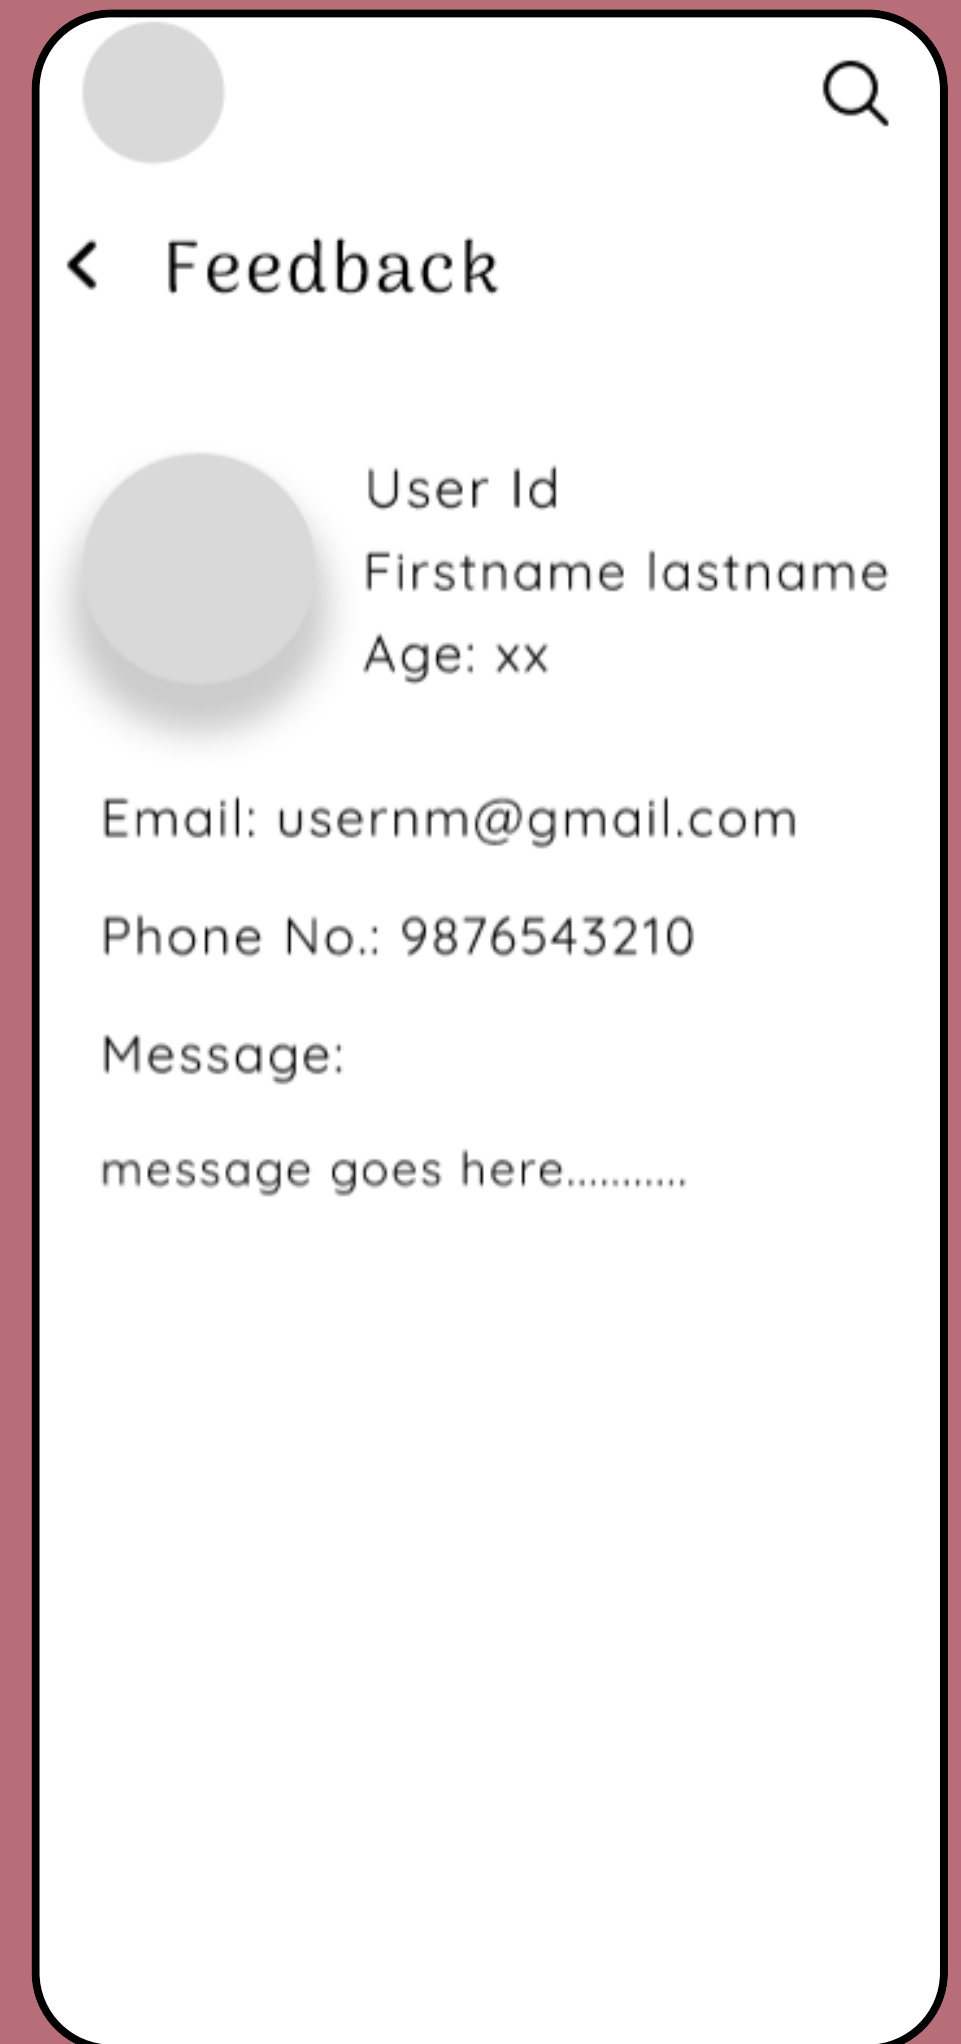 Feedback
User Id
Firstname lastname
Age: xx
Email: usernm@gmail.com
Phone No.: 9876543210
Message:
message goes here...........